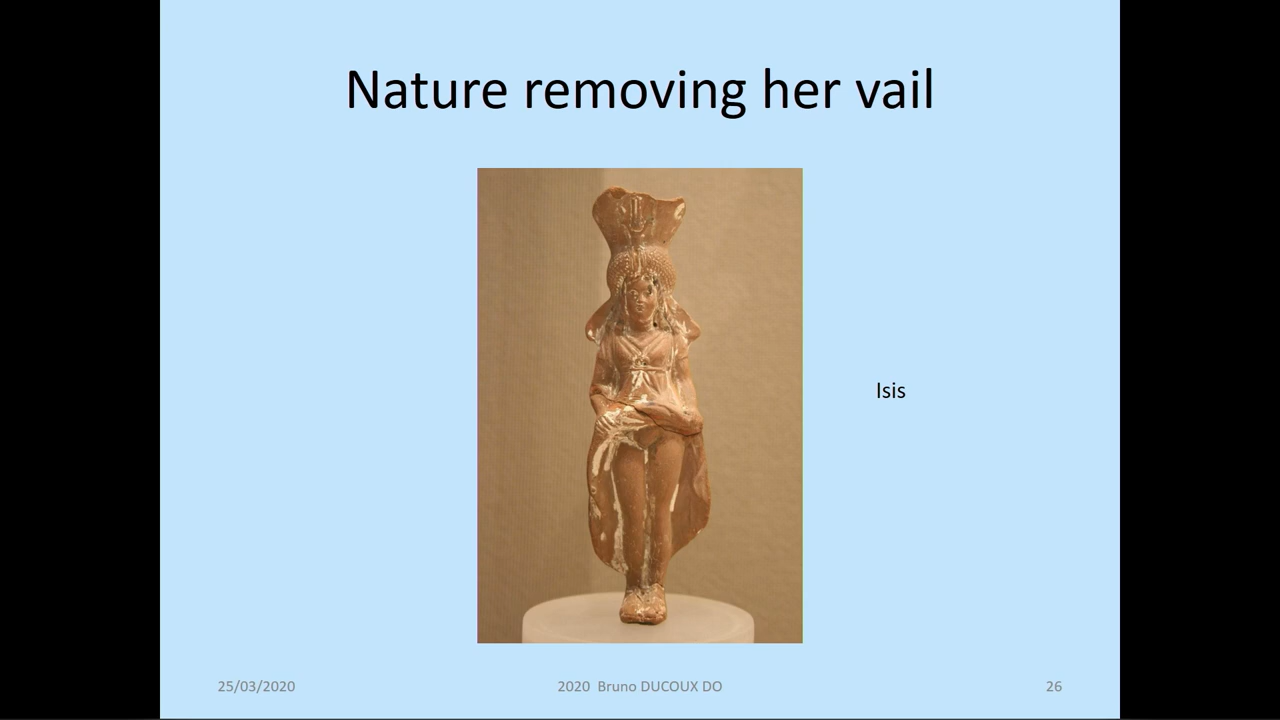 Nature removing her vail
Isis
25/03/2020
2020 Bruno DUCOUX DO
26